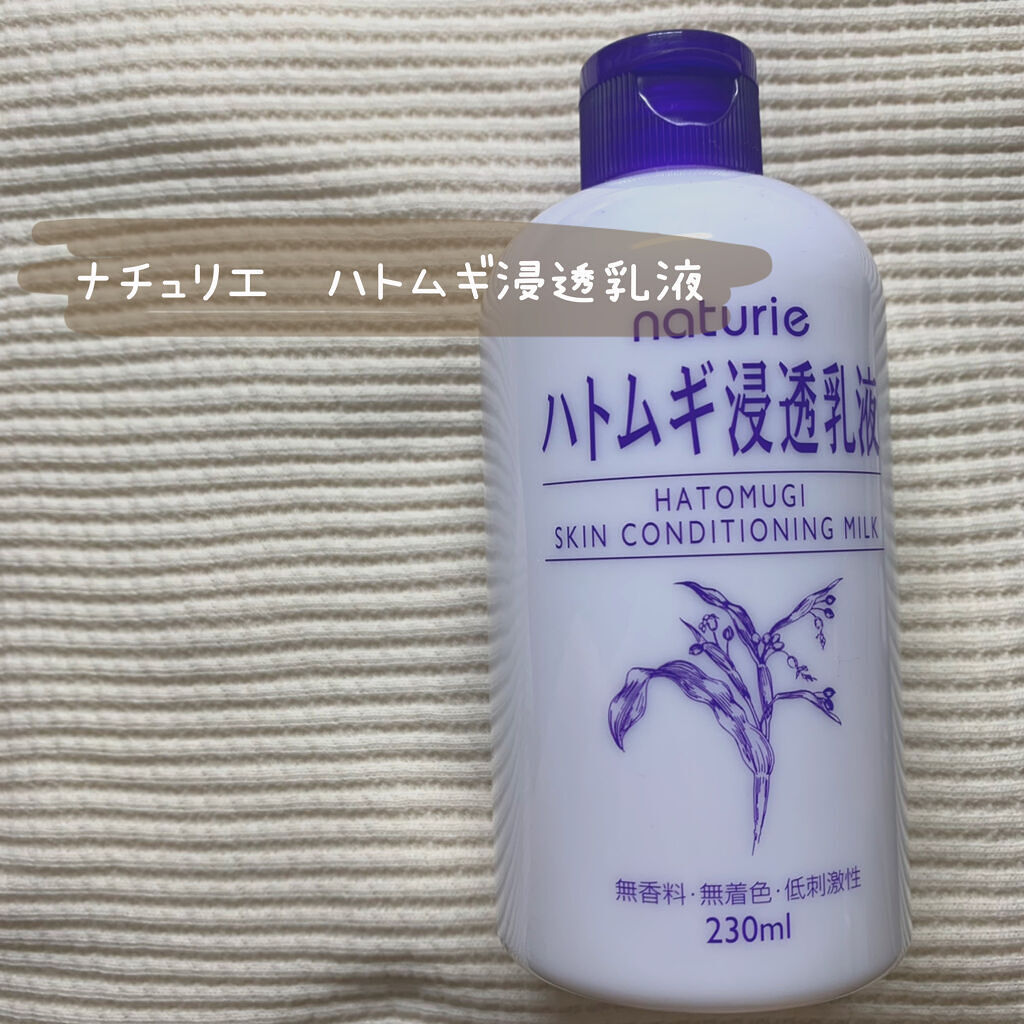 ナチュリエ ハトムギ浸透乳液
naturie
ハトムギ浸透乳液
HATOMUGI
SKIN CONDITIONING MILK
無香料・無着色・低刺激性
230ml